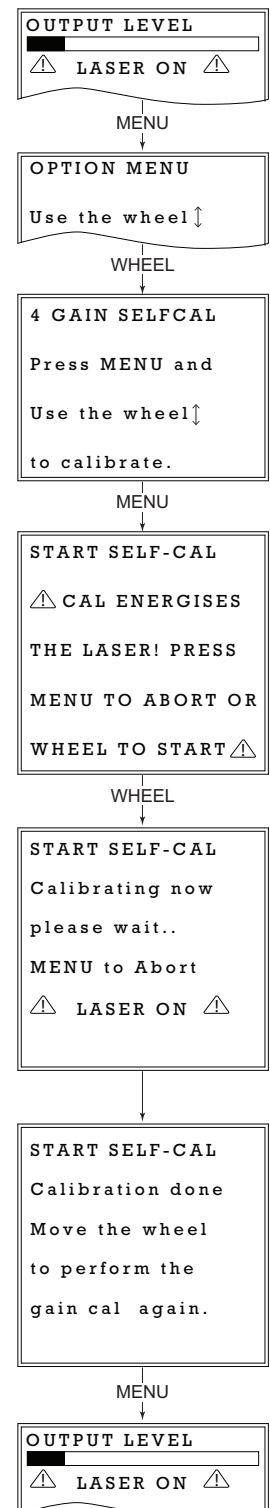 OUTPUT LEVEL
⚠ LASER ON ⚠
MENU
OPTION MENU
Use the wheel ↕
WHEEL
4 GAIN SELFCAL
Press MENU and
Use the wheel ↕
to calibrate.
MENU
START SELF-CAL
⚠ CAL ENERGISES
THE LASER! PRESS
MENU TO ABORT OR
WHEEL TO START ⚠
WHEEL
START SELF-CAL
Calibrating now
please wait..
MENU to Abort
⚠ LASER ON ⚠
START SELF-CAL
Calibration done
Move the wheel
to perform the
gain cal again.
MENU
OUTPUT LEVEL
⚠ LASER ON ⚠